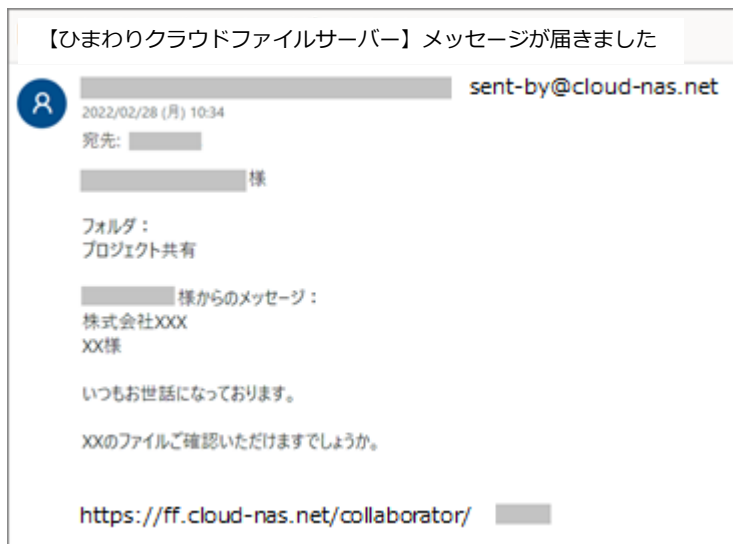 【ひまわりクラウドファイルサーバー】メッセージが届きました
sent-by@cloud-nas.net
2022/02/28 (月) 10:34
宛先:
様
フォルダ：
プロジェクト共有
様からのメッセージ：
株式会社XXX
XX様
いつもお世話になっております。
XXのファイルご確認いただけますでしょうか。
https://ff.cloud-nas.net/collaborator/